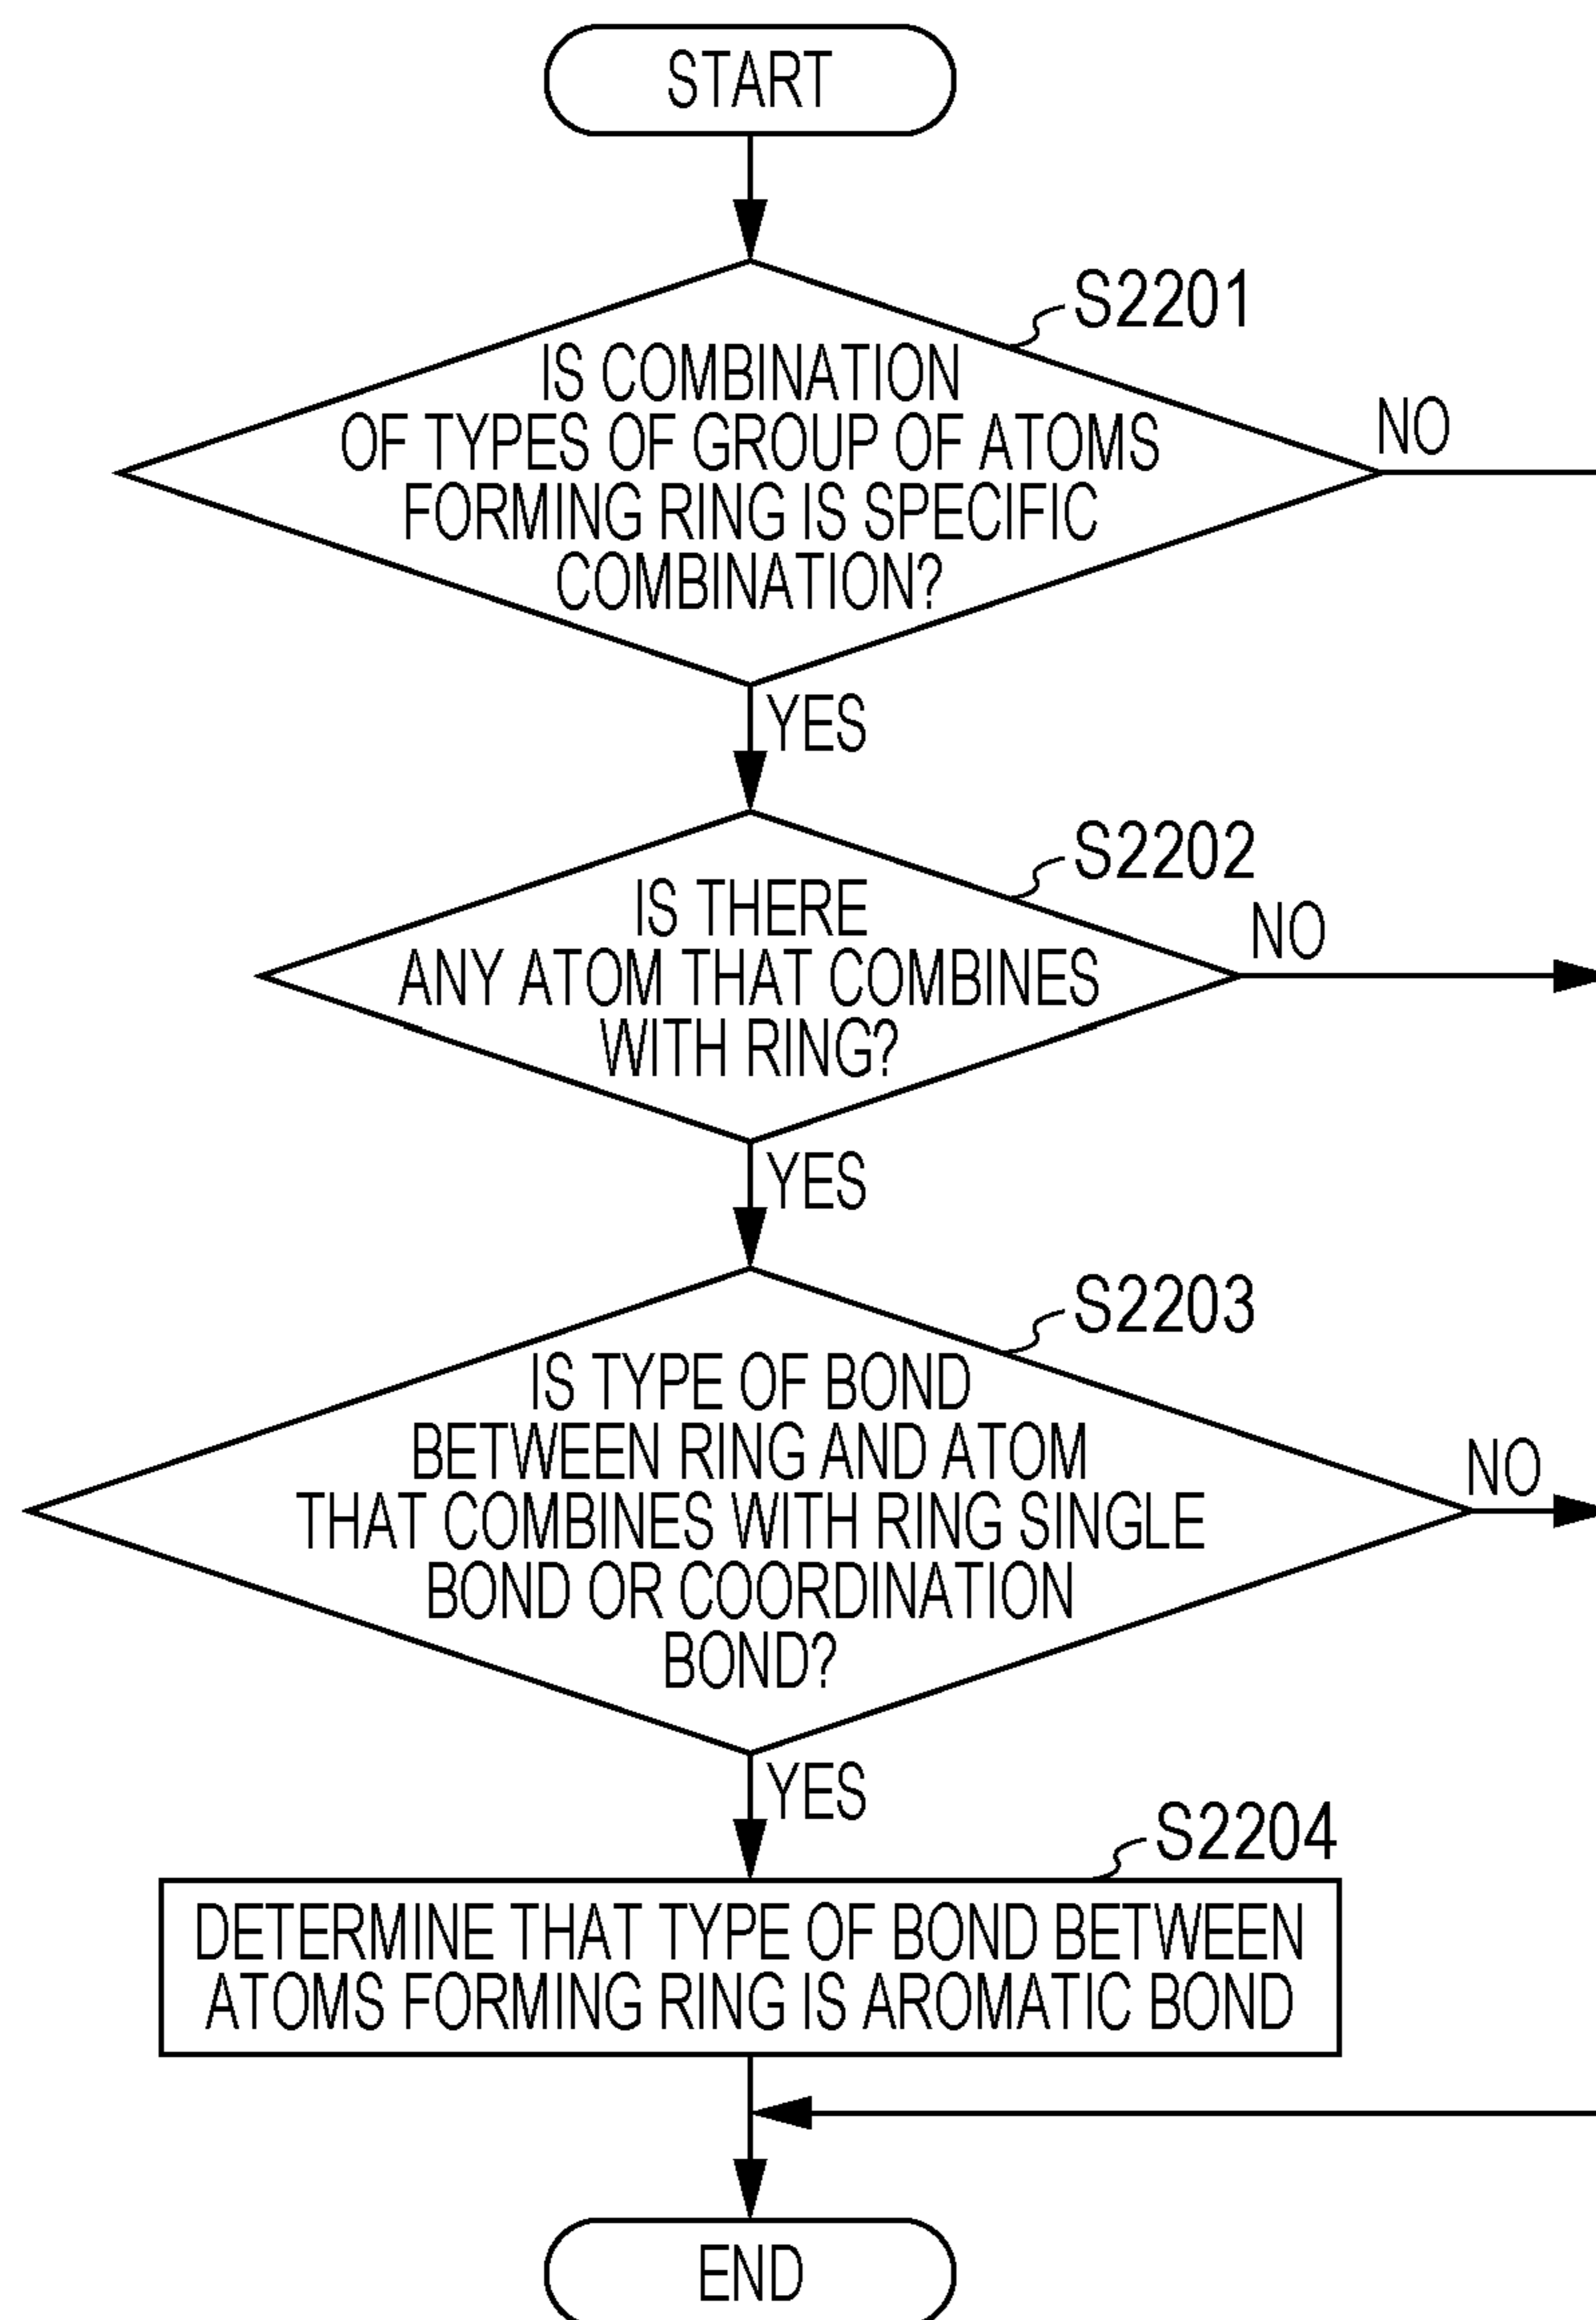 START
S2201
IS COMBINATION
OF TYPES OF GROUP OF ATOMS
FORMING RING IS SPECIFIC
COMBINATION?
NO
YES
S2202
IS THERE
ANY ATOM THAT COMBINES
WITH RING?
NO
YES
S2203
IS TYPE OF BOND
BETWEEN RING AND ATOM
THAT COMBINES WITH RING SINGLE
BOND OR COORDINATION
BOND?
NO
YES
S2204
DETERMINE THAT TYPE OF BOND BETWEEN
ATOMS FORMING RING IS AROMATIC BOND
END